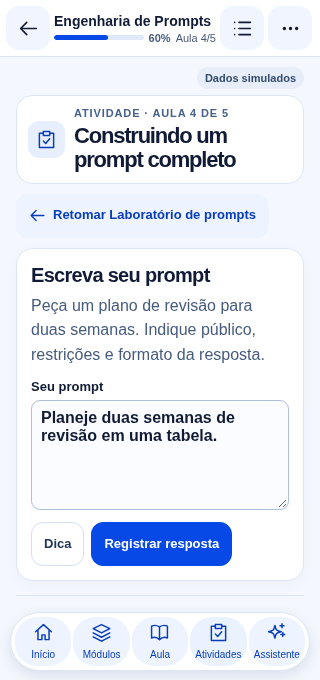 Engenharia de Prompts
60% Aula 4/5
Dados simulados
ATIVIDADE · AULA 4 DE 5
Construindo um
prompt completo
Retomar Laboratório de prompts
Escreva seu prompt
Peça um plano de revisão para
duas semanas. Indique público,
restrições e formato da resposta.
Seu prompt
Planeje duas semanas de
revisão em uma tabela.
Dica
Registrar resposta
Início
Módulos
Aula
Atividades
Assistente